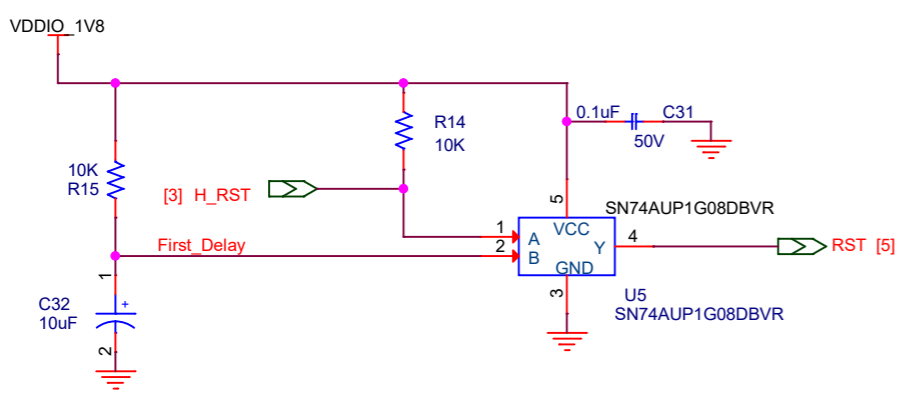 VDDIO_1V8
0.1uF
C31
50V
R14
10K
10K
R15
[3] H_RST
5
SN74AUP1G08DBVR
1
A
VCC
4
RST [5]
2
B
Y
First_Delay
GND
1
3
U5
SN74AUP1G08DBVR
C32
+
10uF
2